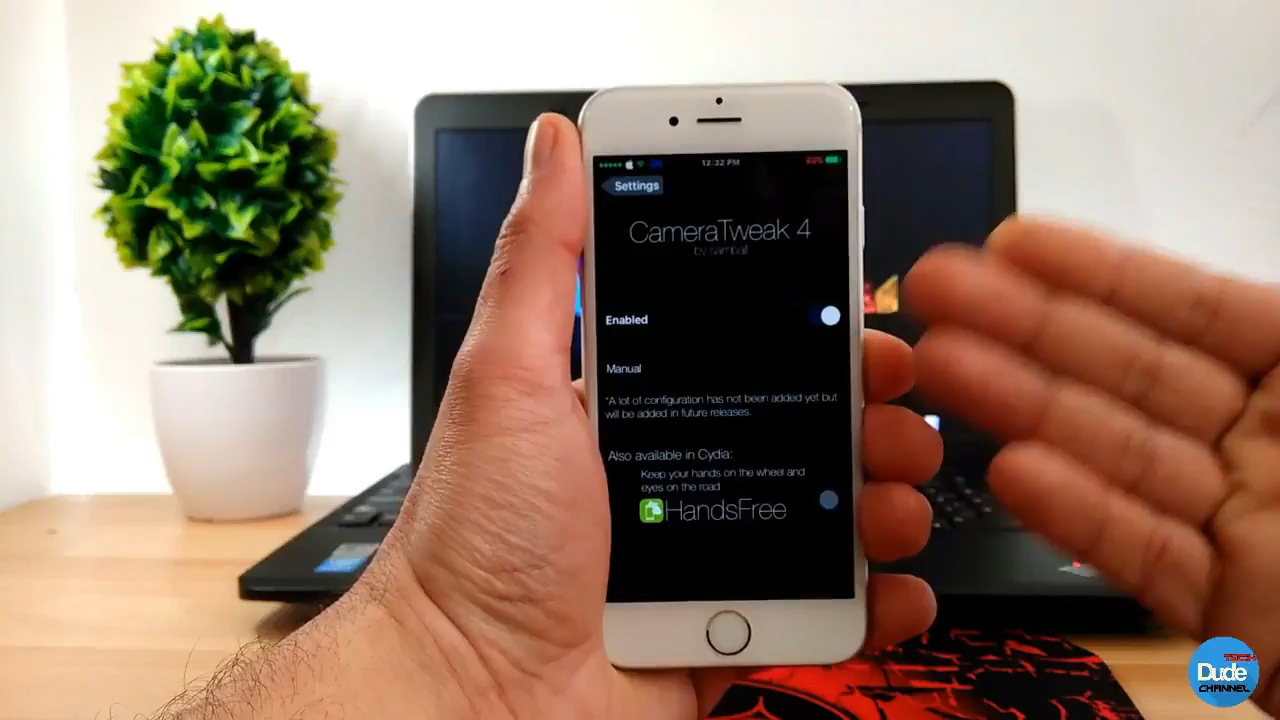 12:32 PM
Settings
CameraTweak 4
by samball
Enabled
Manual
*A lot of configuration has not been added yet but
will be added in future releases.
Also available in Cydia:
Keep your hands on the wheel and
eyes on the road
HandsFree
TECH
Dude
CHANNEL